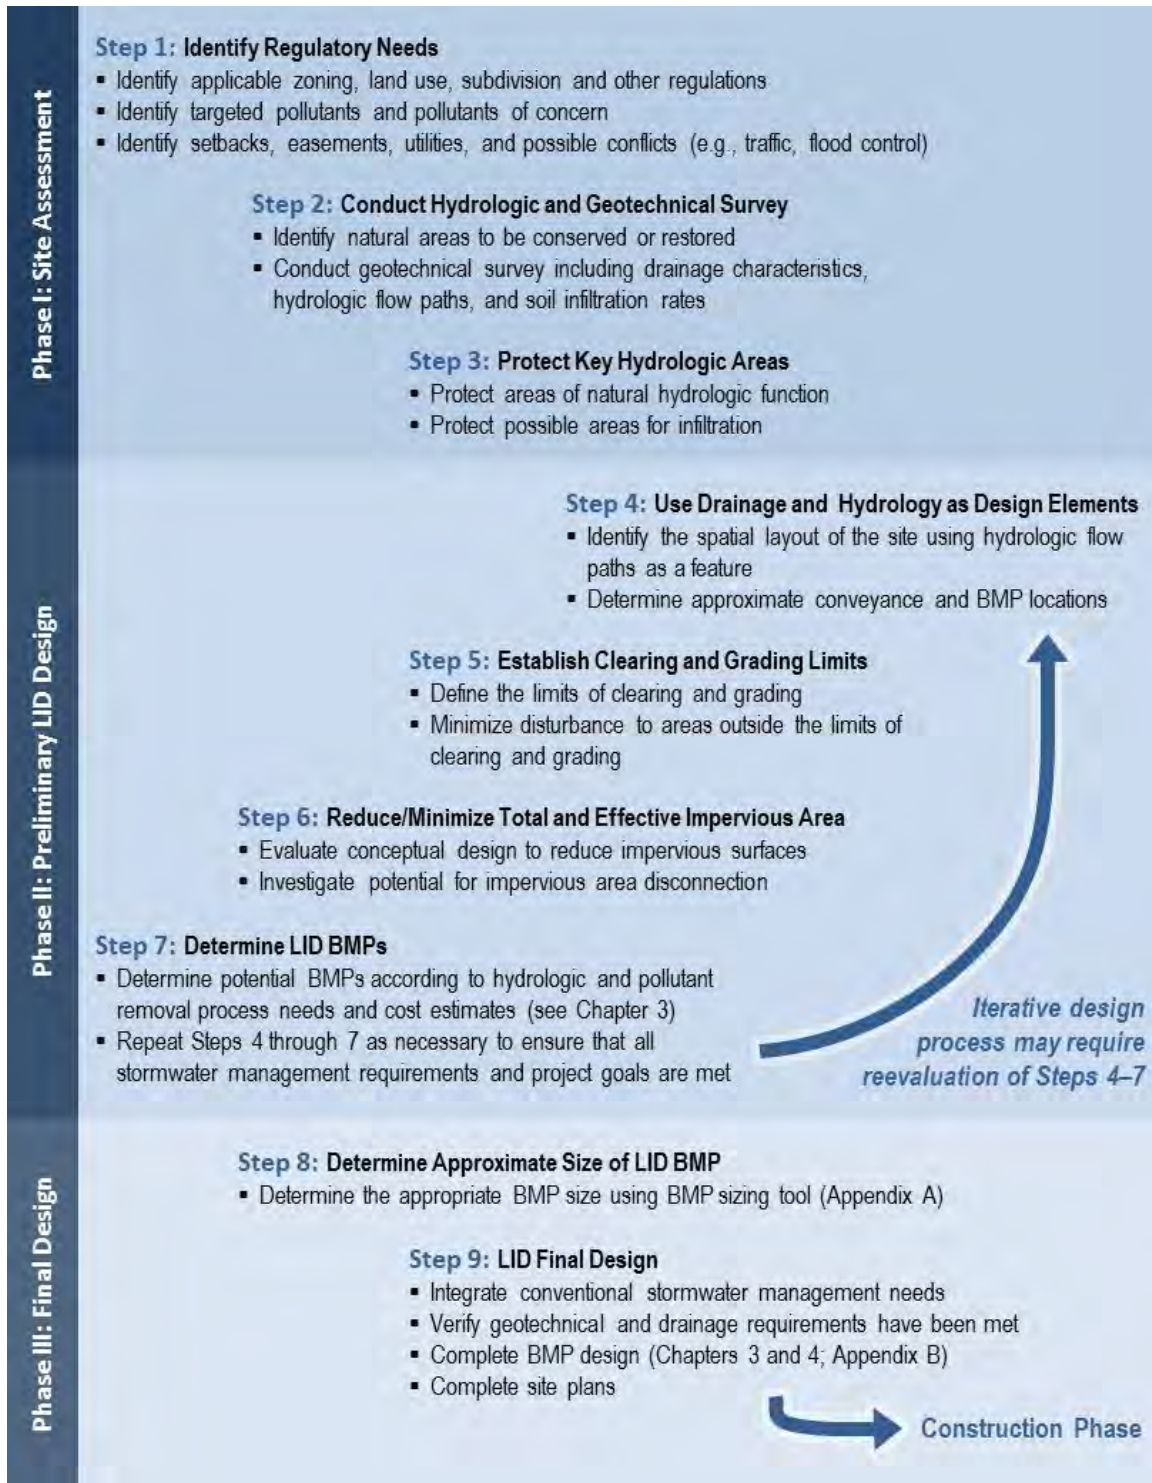 Phase I: Site Assessment
Step 1: Identify Regulatory Needs
▪ Identify applicable zoning, land use, subdivision and other regulations
▪ Identify targeted pollutants and pollutants of concern
▪ Identify setbacks, easements, utilities, and possible conflicts (e.g., traffic, flood control)
Step 2: Conduct Hydrologic and Geotechnical Survey
▪ Identify natural areas to be conserved or restored
▪ Conduct geotechnical survey including drainage characteristics,
hydrologic flow paths, and soil infiltration rates
Step 3: Protect Key Hydrologic Areas
▪ Protect areas of natural hydrologic function
▪ Protect possible areas for infiltration
Phase II: Preliminary LID Design
Step 4: Use Drainage and Hydrology as Design Elements
▪ Identify the spatial layout of the site using hydrologic flow
paths as a feature
▪ Determine approximate conveyance and BMP locations
Step 5: Establish Clearing and Grading Limits
▪ Define the limits of clearing and grading
▪ Minimize disturbance to areas outside the limits of
clearing and grading
Step 6: Reduce/Minimize Total and Effective Impervious Area
▪ Evaluate conceptual design to reduce impervious surfaces
▪ Investigate potential for impervious area disconnection
Step 7: Determine LID BMPs
▪ Determine potential BMPs according to hydrologic and pollutant
removal process needs and cost estimates (see Chapter 3)
▪ Repeat Steps 4 through 7 as necessary to ensure that all
stormwater management requirements and project goals are met
Iterative design
process may require
reevaluation of Steps 4–7
Phase III: Final Design
Step 8: Determine Approximate Size of LID BMP
▪ Determine the appropriate BMP size using BMP sizing tool (Appendix A)
Step 9: LID Final Design
▪ Integrate conventional stormwater management needs
▪ Verify geotechnical and drainage requirements have been met
▪ Complete BMP design (Chapters 3 and 4; Appendix B)
▪ Complete site plans
Construction Phase